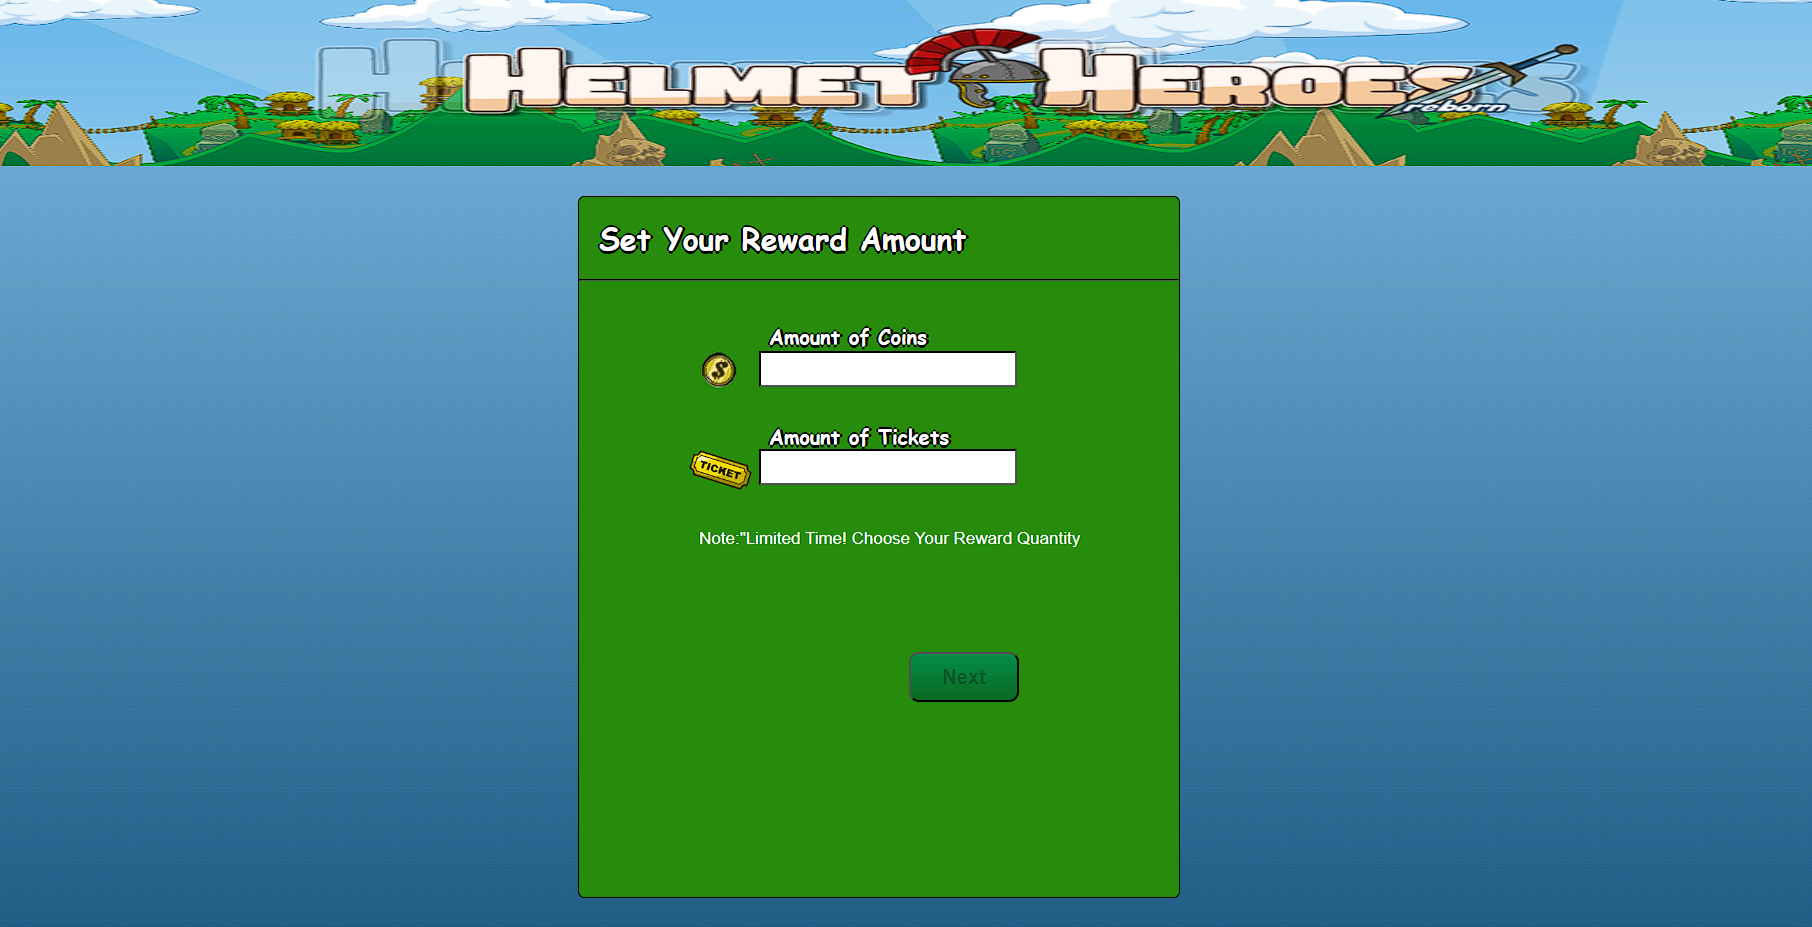 Helmet Heroes
reborn
Set Your Reward Amount
Amount of Coins
$
Amount of Tickets
TICKET
Note:"Limited Time! Choose Your Reward Quantity
Next